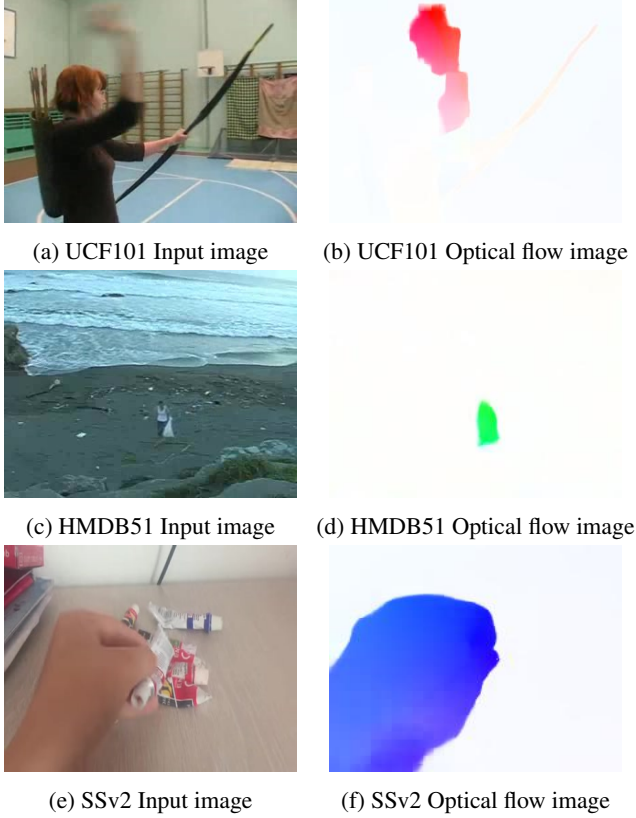 (a) UCF101 Input image
(b) UCF101 Optical flow image
(c) HMDB51 Input image
(d) HMDB51 Optical flow image
(e) SSv2 Input image
(f) SSv2 Optical flow image